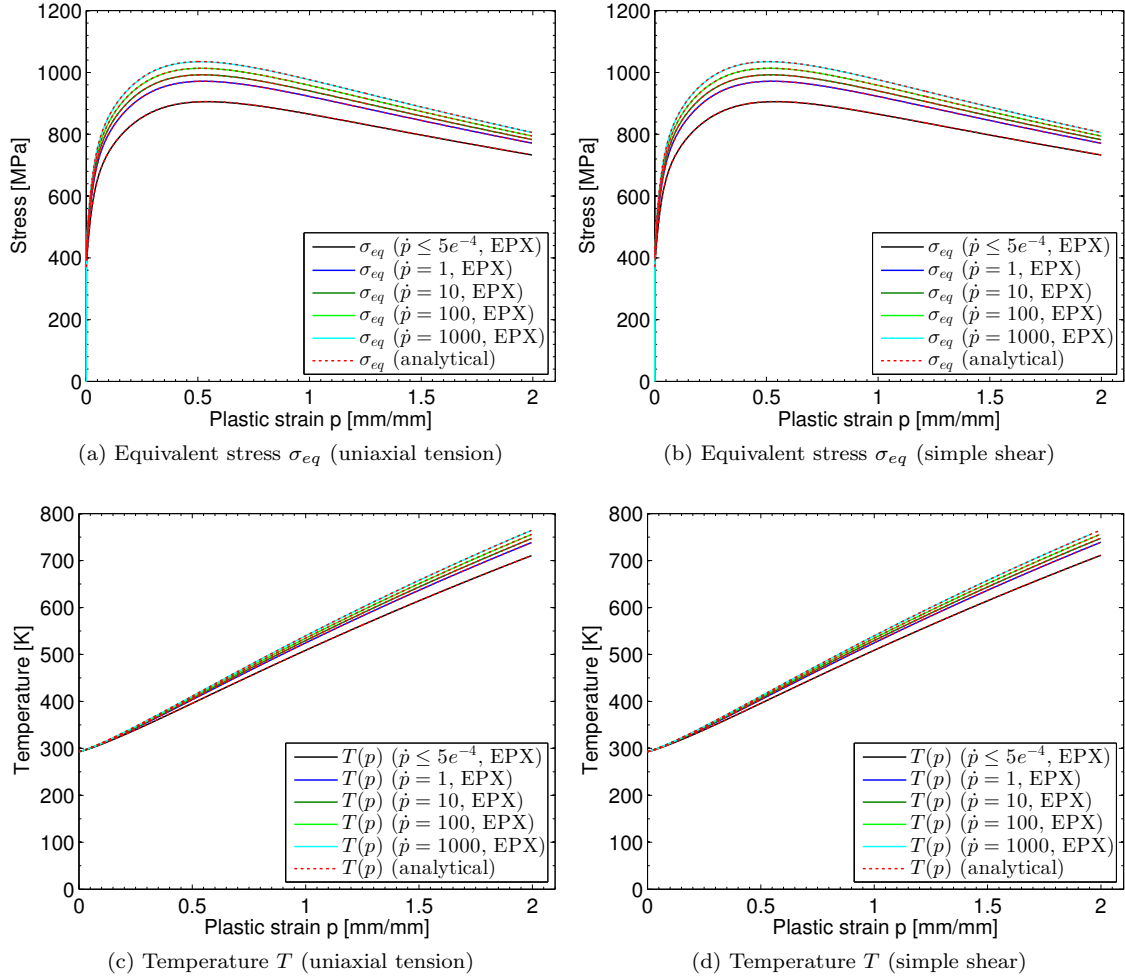 1200
1000
800
600
400
200
0
Stress [MPa]
σ_eq (ṗ ≤ 5e⁻⁴, EPX)
σ_eq (ṗ = 1, EPX)
σ_eq (ṗ = 10, EPX)
σ_eq (ṗ = 100, EPX)
σ_eq (ṗ = 1000, EPX)
σ_eq (analytical)
0 0.5 1 1.5 2
Plastic strain p [mm/mm]
(a) Equivalent stress σ_eq (uniaxial tension)
1200
1000
800
600
400
200
0
Stress [MPa]
σ_eq (ṗ ≤ 5e⁻⁴, EPX)
σ_eq (ṗ = 1, EPX)
σ_eq (ṗ = 10, EPX)
σ_eq (ṗ = 100, EPX)
σ_eq (ṗ = 1000, EPX)
σ_eq (analytical)
0 0.5 1 1.5 2
Plastic strain p [mm/mm]
(b) Equivalent stress σ_eq (simple shear)
800
700
600
500
400
300
200
100
0
Temperature [K]
T(p) (ṗ ≤ 5e⁻⁴, EPX)
T(p) (ṗ = 1, EPX)
T(p) (ṗ = 10, EPX)
T(p) (ṗ = 100, EPX)
T(p) (ṗ = 1000, EPX)
T(p) (analytical)
0 0.5 1 1.5 2
Plastic strain p [mm/mm]
(c) Temperature T (uniaxial tension)
800
700
600
500
400
300
200
100
0
Temperature [K]
T(p) (ṗ ≤ 5e⁻⁴, EPX)
T(p) (ṗ = 1, EPX)
T(p) (ṗ = 10, EPX)
T(p) (ṗ = 100, EPX)
T(p) (ṗ = 1000, EPX)
T(p) (analytical)
0 0.5 1 1.5 2
Plastic strain p [mm/mm]
(d) Temperature T (simple shear)